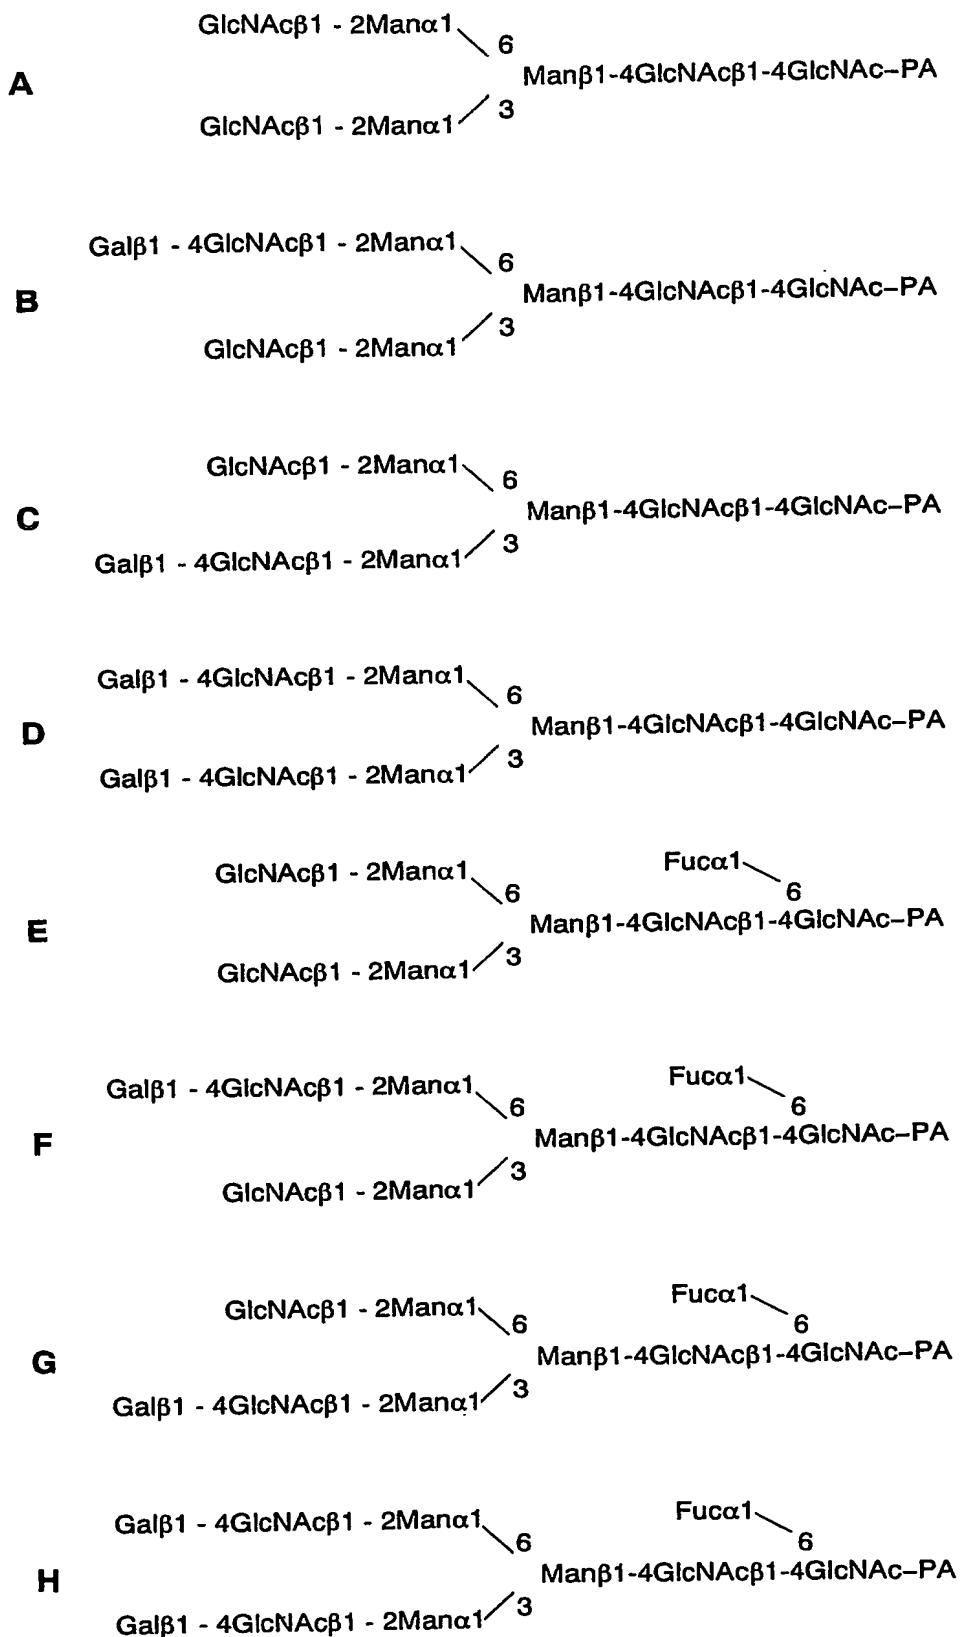 GlcNAcβ1 - 2Manα1
6
A
Manβ1-4GlcNAcβ1-4GlcNAc–PA
3
GlcNAcβ1 - 2Manα1
Galβ1 - 4GlcNAcβ1 - 2Manα1
6
B
Manβ1-4GlcNAcβ1-4GlcNAc–PA
3
GlcNAcβ1 - 2Manα1
GlcNAcβ1 - 2Manα1
6
C
Manβ1-4GlcNAcβ1-4GlcNAc–PA
3
Galβ1 - 4GlcNAcβ1 - 2Manα1
Galβ1 - 4GlcNAcβ1 - 2Manα1
6
D
Manβ1-4GlcNAcβ1-4GlcNAc–PA
3
Galβ1 - 4GlcNAcβ1 - 2Manα1
Fucα1
GlcNAcβ1 - 2Manα1
6 6
E
Manβ1-4GlcNAcβ1-4GlcNAc–PA
3
GlcNAcβ1 - 2Manα1
Fucα1
Galβ1 - 4GlcNAcβ1 - 2Manα1
6 6
F
Manβ1-4GlcNAcβ1-4GlcNAc–PA
3
GlcNAcβ1 - 2Manα1
Fucα1
GlcNAcβ1 - 2Manα1
6 6
G
Manβ1-4GlcNAcβ1-4GlcNAc–PA
3
Galβ1 - 4GlcNAcβ1 - 2Manα1
Fucα1
Galβ1 - 4GlcNAcβ1 - 2Manα1
6 6
H
Manβ1-4GlcNAcβ1-4GlcNAc–PA
3
Galβ1 - 4GlcNAcβ1 - 2Manα1